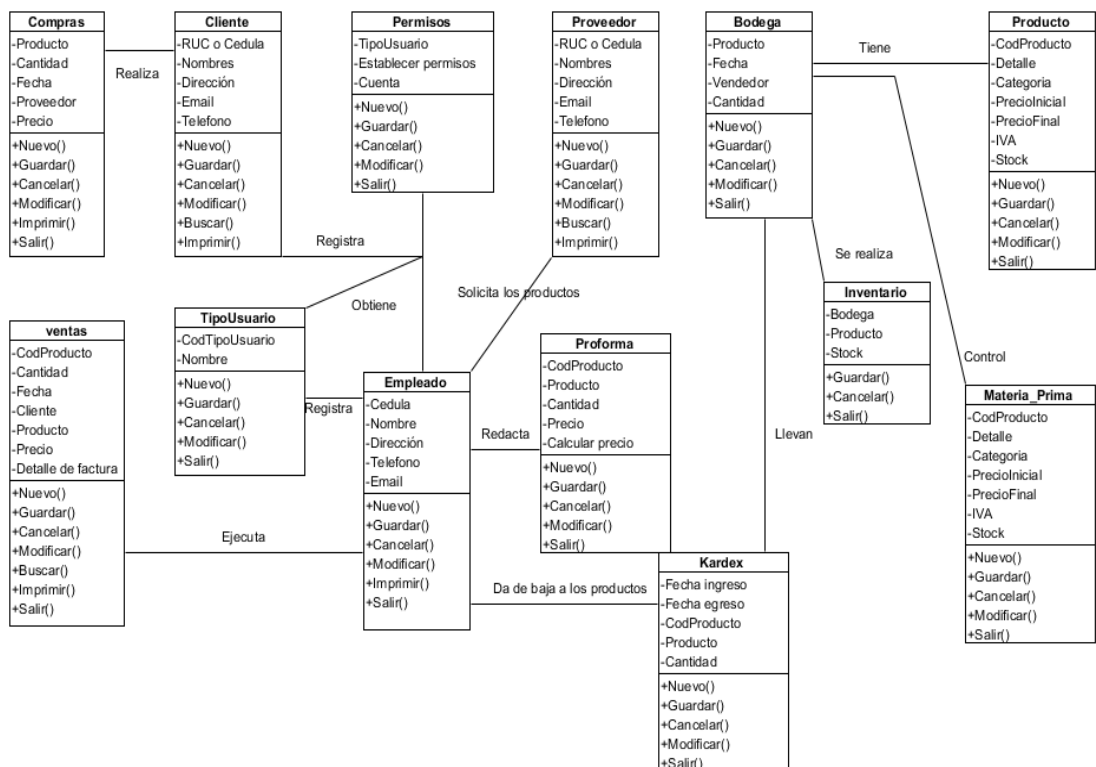 Compras
-Producto
-Cantidad
-Fecha
-Proveedor
-Precio
+Nuevo()
+Guardar()
+Cancelar()
+Modificar()
+Imprimir()
+Salir()
Realiza
Cliente
-RUC o Cedula
-Nombres
-Dirección
-Email
-Telefono
+Nuevo()
+Guardar()
+Cancelar()
+Modificar()
+Buscar()
+Imprimir()
Registra
Permisos
-TipoUsuario
-Establecer permisos
-Cuenta
+Nuevo()
+Guardar()
+Cancelar()
+Modificar()
+Salir()
Proveedor
-RUC o Cedula
-Nombres
-Dirección
-Email
-Telefono
+Nuevo()
+Guardar()
+Cancelar()
+Modificar()
+Buscar()
+Imprimir()
Solicita los productos
Bodega
-Producto
-Fecha
-Vendedor
-Cantidad
+Nuevo()
+Guardar()
+Cancelar()
+Modificar()
+Salir()
Tiene
Producto
-CodProducto
-Detalle
-Categoria
-PrecioInicial
-PrecioFinal
-IVA
-Stock
+Nuevo()
+Guardar()
+Cancelar()
+Modificar()
+Salir()
Se realiza
Inventario
-Bodega
-Producto
-Stock
+Guardar()
+Cancelar()
+Salir()
Control
ventas
-CodProducto
-Cantidad
-Fecha
-Cliente
-Producto
-Precio
-Detalle de factura
+Nuevo()
+Guardar()
+Cancelar()
+Modificar()
+Buscar()
+Imprimir()
+Salir()
Ejecuta
TipoUsuario
-CodTipoUsuario
-Nombre
+Nuevo()
+Guardar()
+Cancelar()
+Modificar()
+Salir()
Obtiene
Registra
Empleado
-Cedula
-Nombre
-Dirección
-Telefono
-Email
+Nuevo()
+Guardar()
+Cancelar()
+Modificar()
+Imprimir()
+Salir()
Redacta
Proforma
-CodProducto
-Producto
-Cantidad
-Precio
-Calcular precio
+Nuevo()
+Guardar()
+Cancelar()
+Modificar()
+Salir()
Llevan
Da de baja a los productos
Kardex
-Fecha ingreso
-Fecha egreso
-CodProducto
-Producto
-Cantidad
+Nuevo()
+Guardar()
+Cancelar()
+Modificar()
+Salir()
Materia_Prima
-CodProducto
-Detalle
-Categoria
-PrecioInicial
-PrecioFinal
-IVA
-Stock
+Nuevo()
+Guardar()
+Cancelar()
+Modificar()
+Salir()